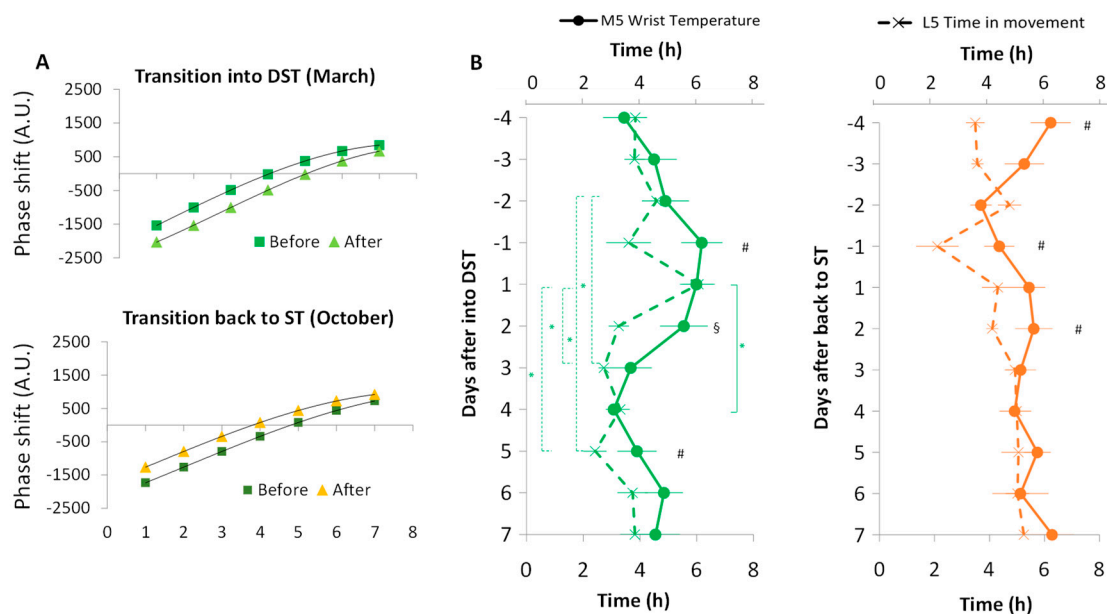 M5 Wrist Temperature
L5 Time in movement
A
Transition into DST (March)
Phase shift (A.U.)
2500
1500
500
-500
-1500
-2500
Before After
Transition back to ST (October)
Phase shift (A.U.)
2500
1500
500
-500
-1500
-2500
Before After
1 2 3 4 5 6 7
B
Time (h)
0 2 4 6 8
Days after into DST
-4
-3
-2
-1
1
2
3
4
5
6
7
#
§
#
*
*
*
*
*
0 2 4 6 8
Time (h)
Time (h)
0 2 4 6 8
Days after back to ST
-4
-3
-2
-1
1
2
3
4
5
6
7
#
#
#
0 2 4 6 8
Time (h)